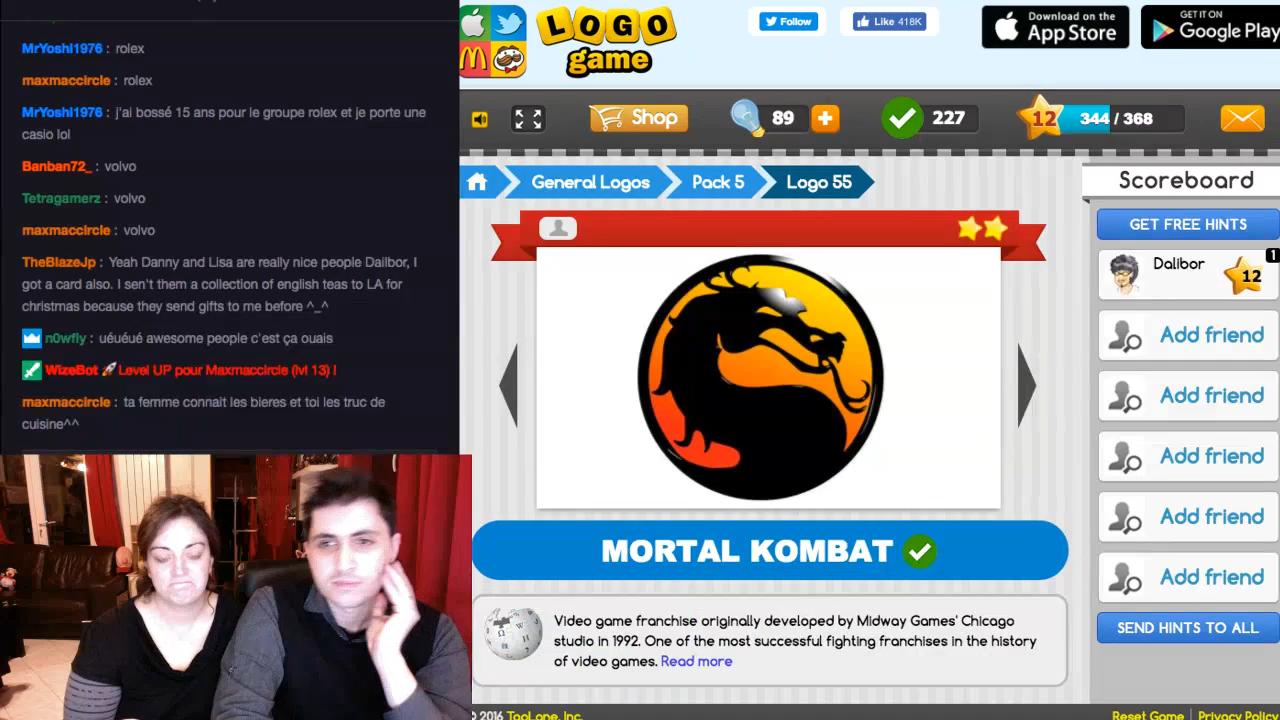 MrYoshi1976 : rolex
maxmaccircle : rolex
MrYoshi1976 : j'ai bossé 15 ans pour le groupe rolex et je porte une
casio lol
Banban72_ : volvo
Tetragamerz : volvo
maxmaccircle : volvo
TheBlazeJp : Yeah Danny and Lisa are really nice people Dailbor, I
got a card also. I sen't them a collection of english teas to LA for
christmas because they send gifts to me before ^_^
n0wfly : uéuéué awesome people c'est ça ouais
WizeBot 🚀Level UP pour Maxmaccircle (lvl 13) !
maxmaccircle : ta femme connait les bieres et toi les truc de
cuisine^^
LOGO
game
Follow
Like 418K
Download on the
App Store
GET IT ON
Google Play
Shop
89
227
12
344 / 368
General Logos
Pack 5
Logo 55
MORTAL KOMBAT
Video game franchise originally developed by Midway Games' Chicago
studio in 1992. One of the most successful fighting franchises in the history
of video games. Read more
Scoreboard
GET FREE HINTS
1
Dalibor
12
Add friend
Add friend
Add friend
Add friend
Add friend
SEND HINTS TO ALL
© 2016 TooLane, Inc.
Reset Game | Privacy Policy